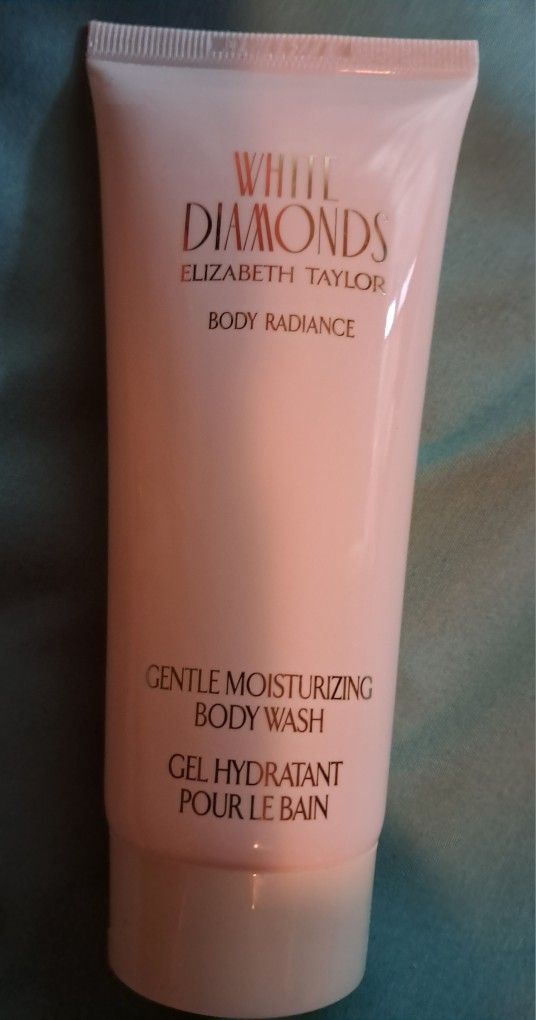 WHITE
DIAMONDS
ELIZABETH TAYLOR
BODY RADIANCE
GENTLE MOISTURIZING
BODY WASH
GEL HYDRATANT
POUR LE BAIN